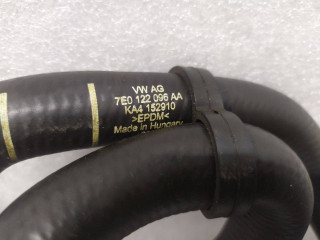 VW AG
7E0 122 096 AA
KA4 152910
>EPDM<
Made in Hungary